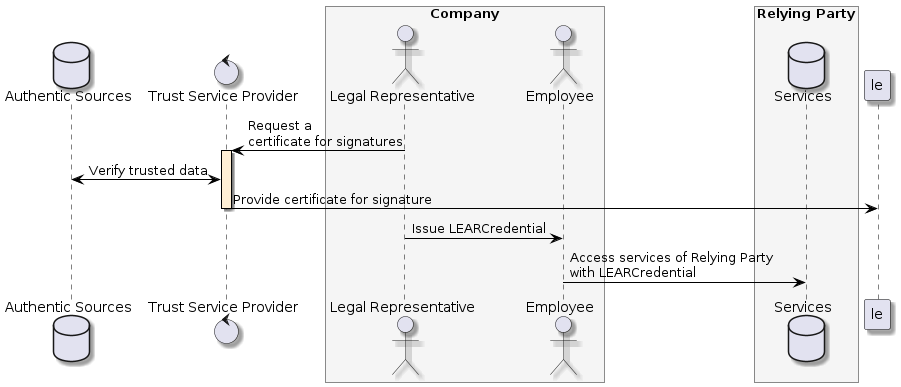 Company
Relying Party
Authentic Sources
Trust Service Provider
Legal Representative
Employee
Services
le
Request a
certificate for signatures
Verify trusted data
Provide certificate for signature
Issue LEARCredential
Access services of Relying Party
with LEARCredential
Authentic Sources
Trust Service Provider
Legal Representative
Employee
Services
le